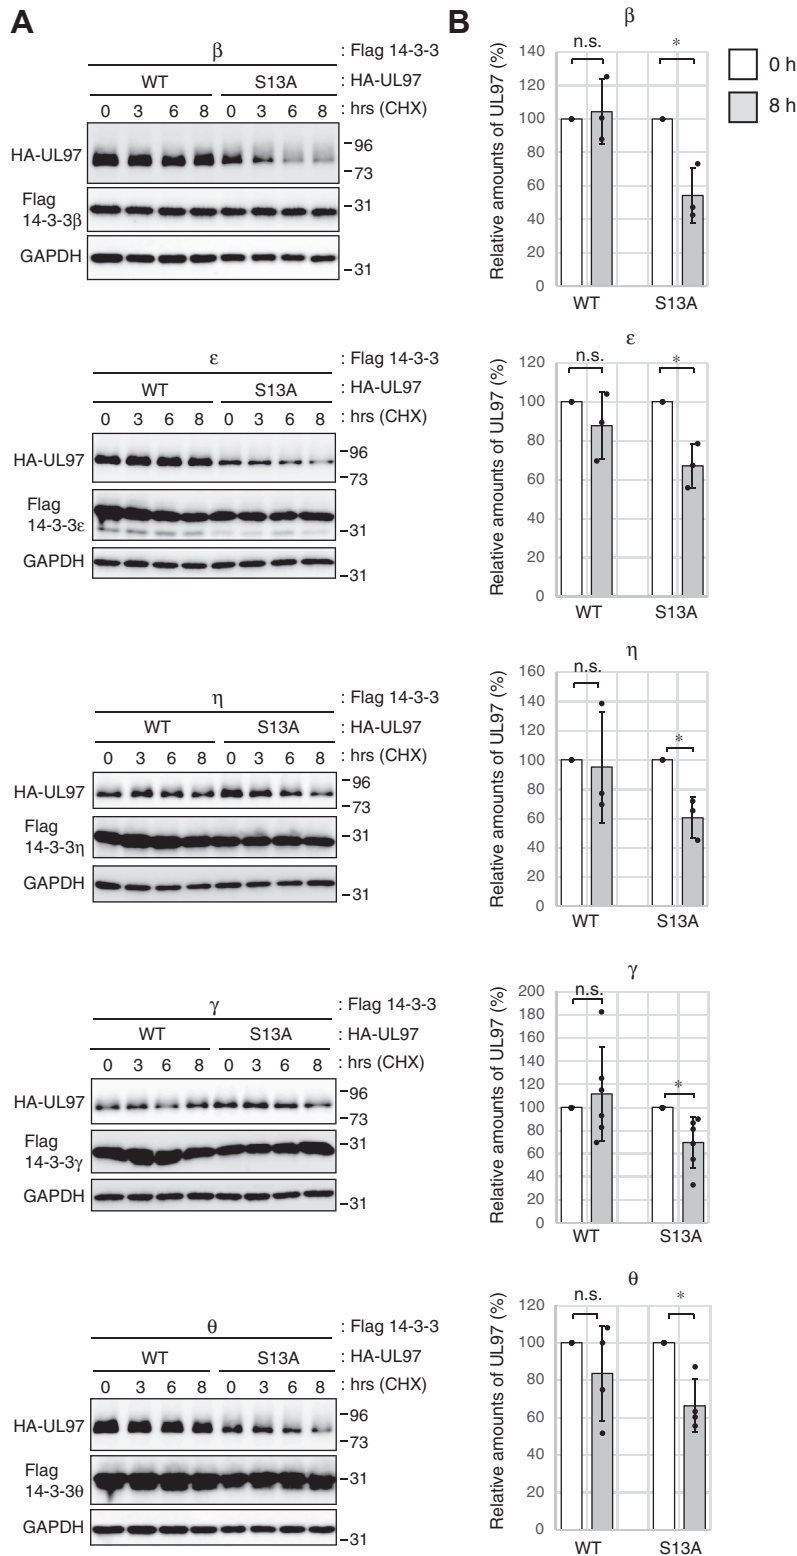 A
β : Flag 14-3-3
WT S13A : HA-UL97
0 3 6 8 0 3 6 8 : hrs (CHX)
HA-UL97
–96
–73
Flag
14-3-3β
–31
GAPDH
–31
ε : Flag 14-3-3
WT S13A : HA-UL97
0 3 6 8 0 3 6 8 : hrs (CHX)
HA-UL97
–96
–73
Flag
14-3-3ε
–31
GAPDH
–31
η : Flag 14-3-3
WT S13A : HA-UL97
0 3 6 8 0 3 6 8 : hrs (CHX)
HA-UL97
–96
–73
Flag
14-3-3η
–31
GAPDH
–31
γ : Flag 14-3-3
WT S13A : HA-UL97
0 3 6 8 0 3 6 8 : hrs (CHX)
HA-UL97
–96
–73
Flag
14-3-3γ
–31
GAPDH
–31
θ : Flag 14-3-3
WT S13A : HA-UL97
0 3 6 8 0 3 6 8 : hrs (CHX)
HA-UL97
–96
–73
Flag
14-3-3θ
–31
GAPDH
–31
B
β
n.s. *
Relative amounts of UL97 (%)
140
120
100
80
60
40
20
0
WT S13A
0 h
8 h
ε
n.s. *
Relative amounts of UL97 (%)
120
100
80
60
40
20
0
WT S13A
η
n.s. *
Relative amounts of UL97 (%)
160
140
120
100
80
60
40
20
0
WT S13A
γ
n.s. *
Relative amounts of UL97 (%)
200
180
160
140
120
100
80
60
40
20
0
WT S13A
θ
n.s. *
Relative amounts of UL97 (%)
120
100
80
60
40
20
0
WT S13A